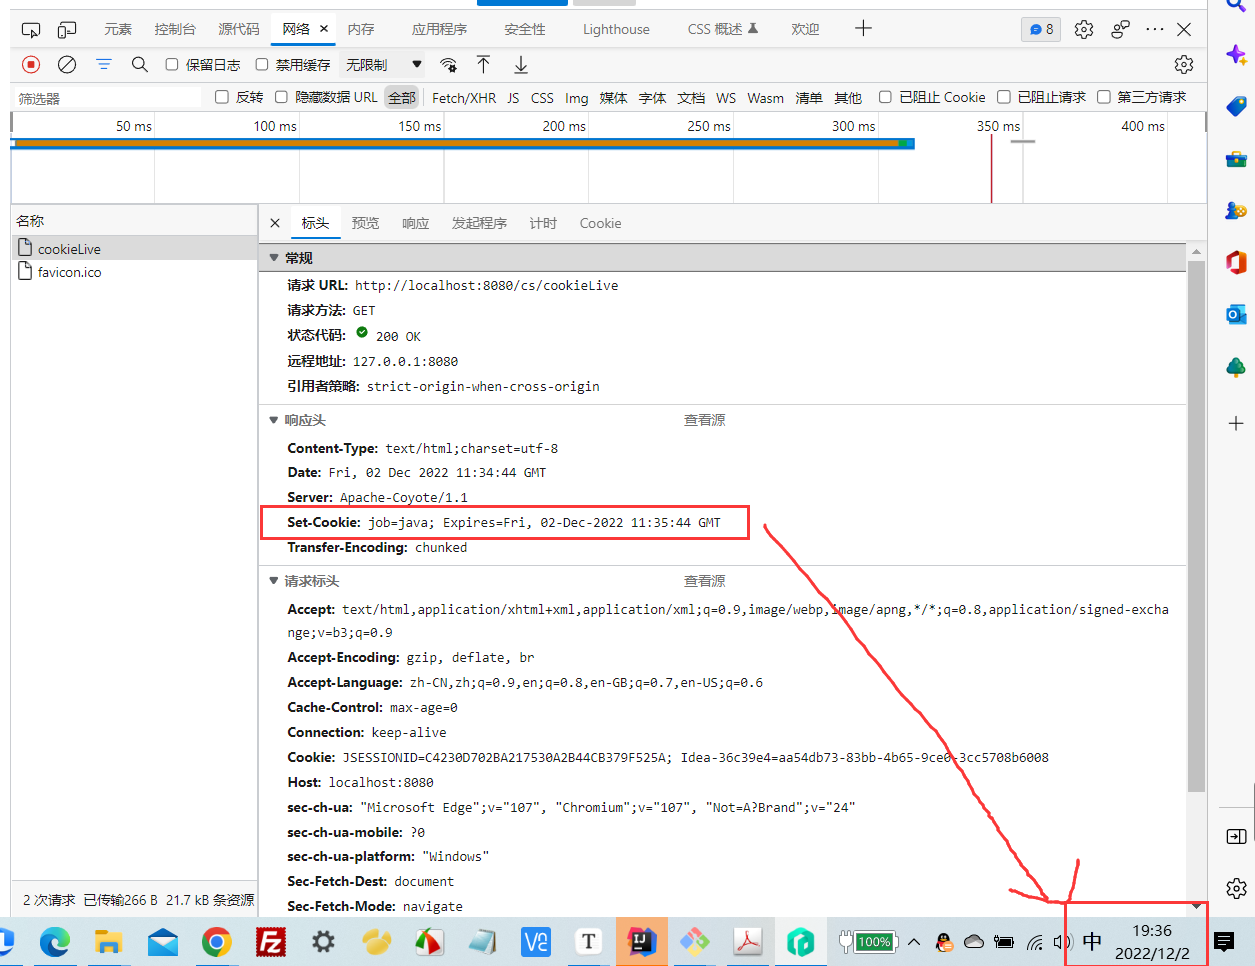 元素 控制台 源代码 网络 内存 应用程序 安全性 Lighthouse CSS 概述 欢迎 8
保留日志 禁用缓存 无限制
筛选器 反转 隐藏数据 URL 全部 Fetch/XHR JS CSS Img 媒体 字体 文档 WS Wasm 清单 其他 已阻止 Cookie 已阻止请求 第三方请求
50 ms 100 ms 150 ms 200 ms 250 ms 300 ms 350 ms 400 ms
名称
cookieLive
favicon.ico
标头 预览 响应 发起程序 计时 Cookie
常规
请求 URL: http://localhost:8080/cs/cookieLive
请求方法: GET
状态代码: 200 OK
远程地址: 127.0.0.1:8080
引用者策略: strict-origin-when-cross-origin
响应头 查看源
Content-Type: text/html;charset=utf-8
Date: Fri, 02 Dec 2022 11:34:44 GMT
Server: Apache-Coyote/1.1
Set-Cookie: job=java; Expires=Fri, 02-Dec-2022 11:35:44 GMT
Transfer-Encoding: chunked
请求标头 查看源
Accept: text/html,application/xhtml+xml,application/xml;q=0.9,image/webp,image/apng,*/*;q=0.8,application/signed-excha
nge;v=b3;q=0.9
Accept-Encoding: gzip, deflate, br
Accept-Language: zh-CN,zh;q=0.9,en;q=0.8,en-GB;q=0.7,en-US;q=0.6
Cache-Control: max-age=0
Connection: keep-alive
Cookie: JSESSIONID=C4230D702BA217530A2B44CB379F525A; Idea-36c39e4=aa54db73-83bb-4b65-9ce0-3cc5708b6008
Host: localhost:8080
sec-ch-ua: "Microsoft Edge";v="107", "Chromium";v="107", "Not=A?Brand";v="24"
sec-ch-ua-mobile: ?0
sec-ch-ua-platform: "Windows"
Sec-Fetch-Dest: document
Sec-Fetch-Mode: navigate
2 次请求 已传输266 B 21.7 kB 条资源
100% 中 19:36
2022/12/2